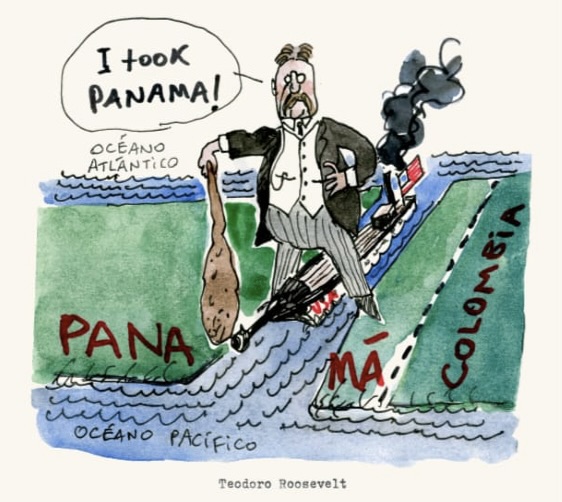 I took
PANAMA!
OCÉANO
ATLÁNTICO
PANA
MÁ
COLOMBIA
OCÉANO PACÍFICO
Teodoro Roosevelt